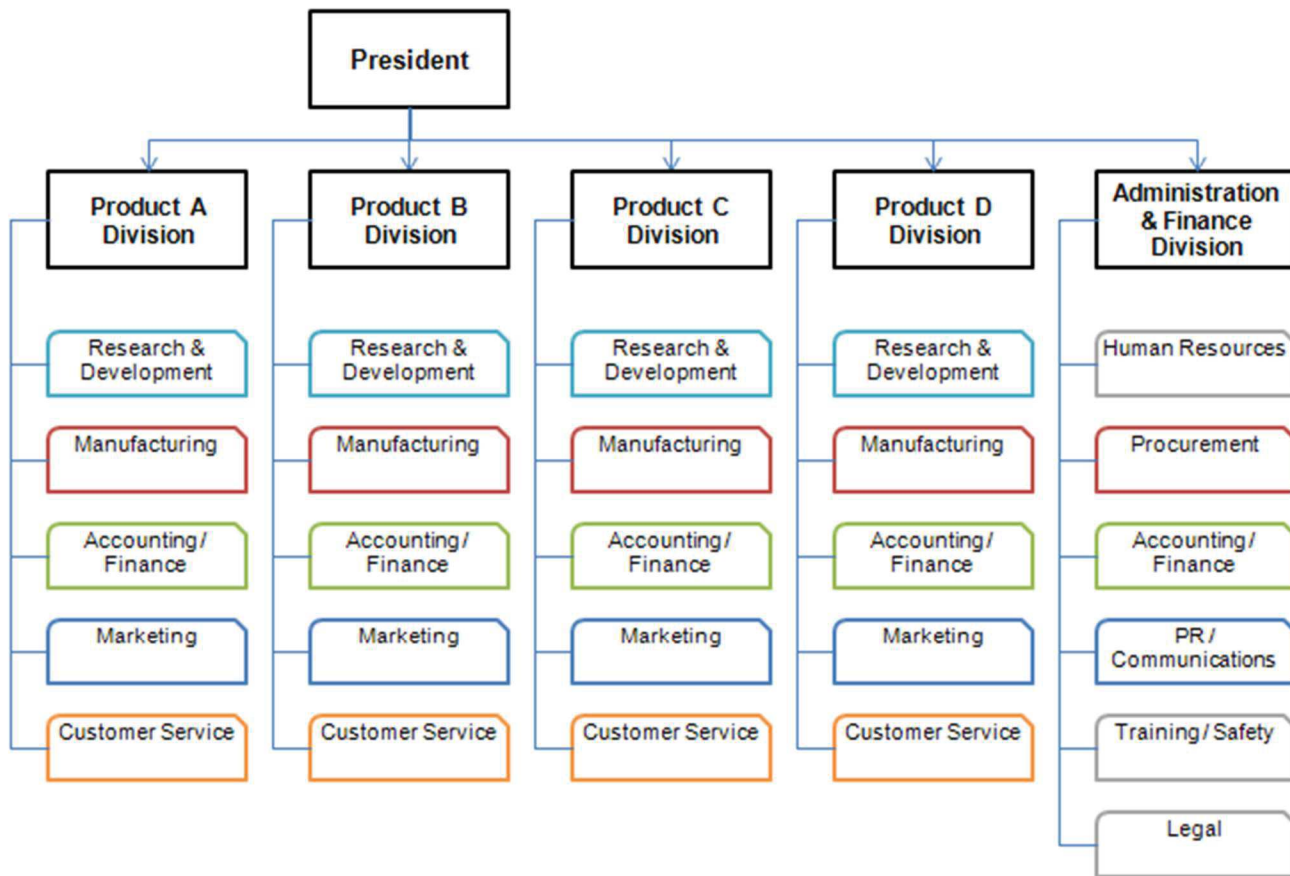 President
Product A
Division
Product B
Division
Product C
Division
Product D
Division
Administration
& Finance
Division
Research &
Development
Research &
Development
Research &
Development
Research &
Development
Human Resources
Manufacturing
Manufacturing
Manufacturing
Manufacturing
Procurement
Accounting /
Finance
Accounting /
Finance
Accounting /
Finance
Accounting /
Finance
Accounting /
Finance
Marketing
Marketing
Marketing
Marketing
PR /
Communications
Customer Service
Customer Service
Customer Service
Customer Service
Training / Safety
Legal